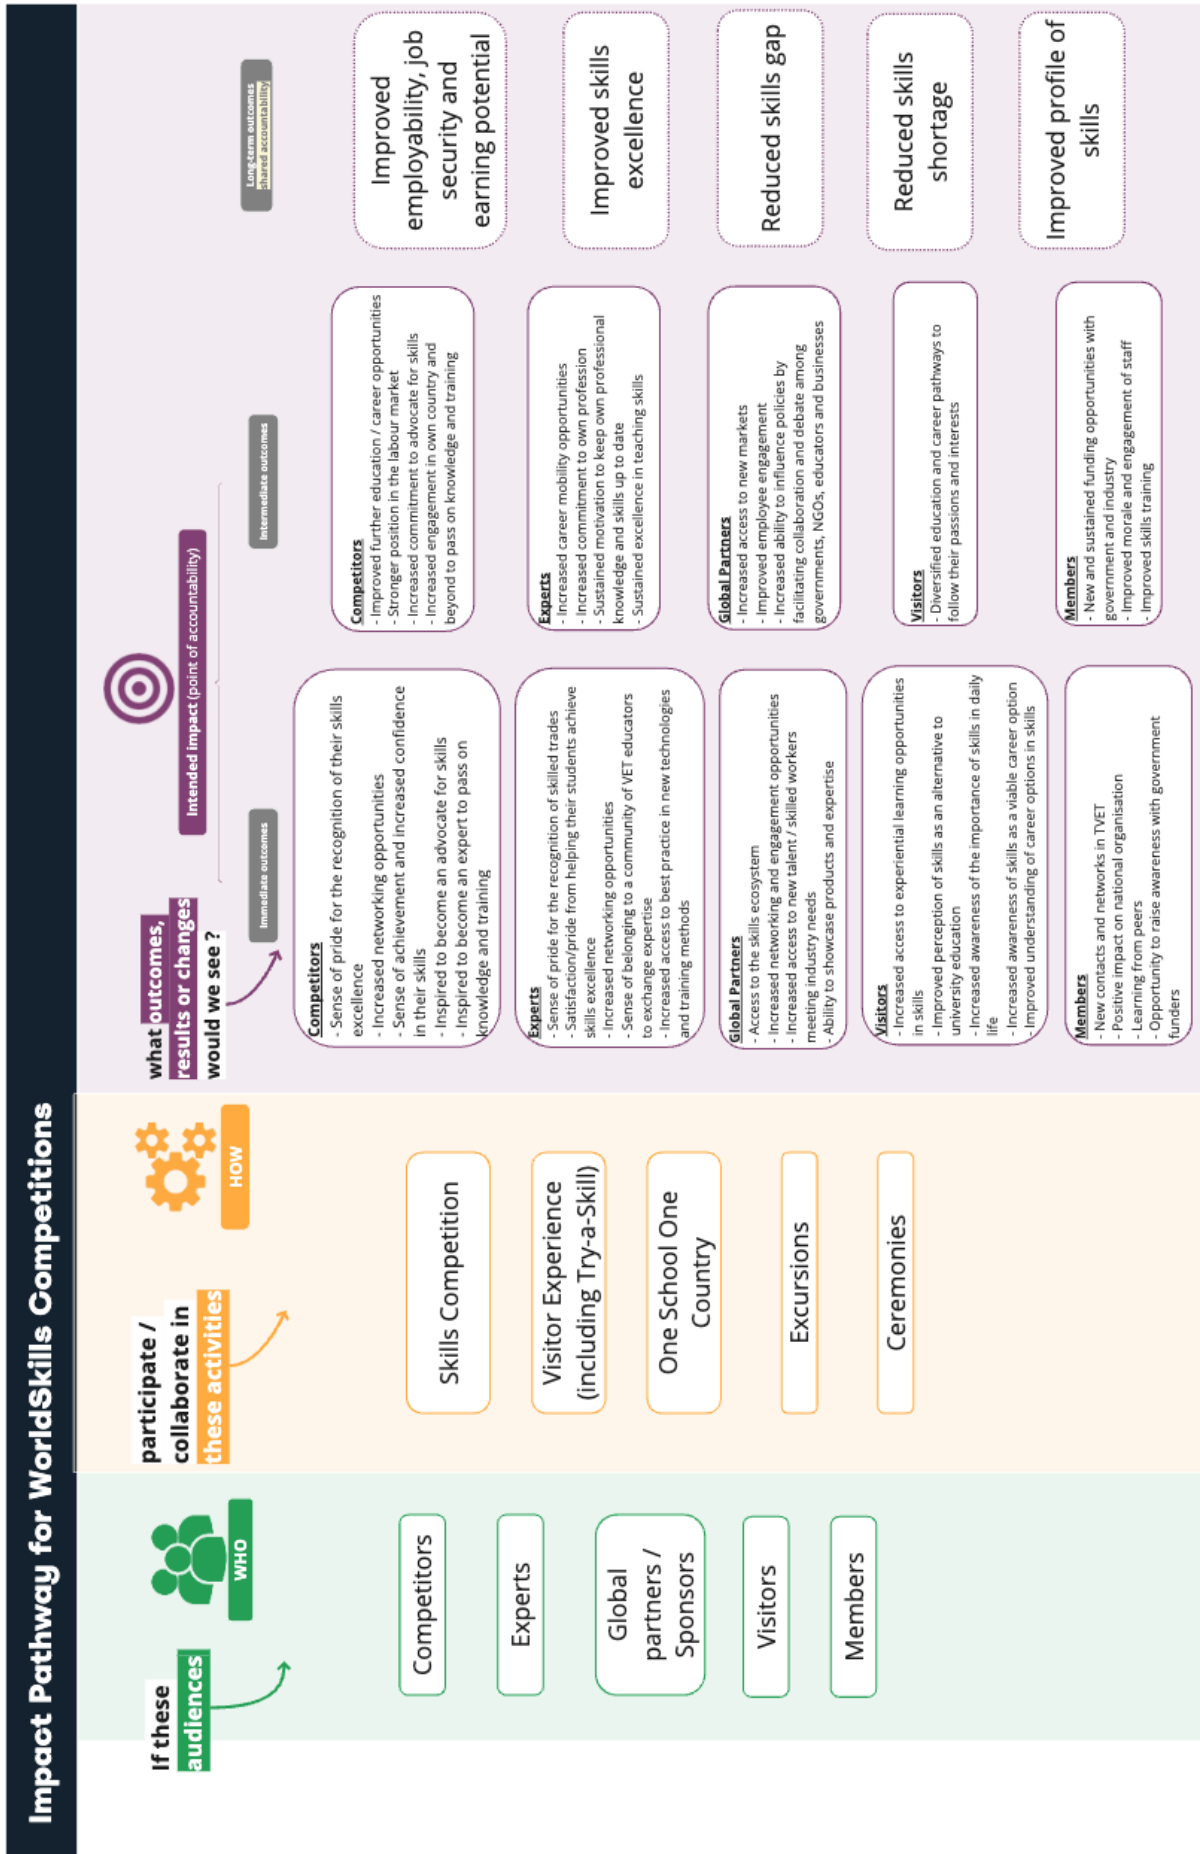 Impact Pathway for WorldSkills Competitions
If these
audiences
WHO
Competitors
Experts
Global
partners /
Sponsors
Visitors
Members
participate /
collaborate in
these activities
HOW
Skills Competition
Visitor Experience
(including Try-a-Skill)
One School One
Country
Excursions
Ceremonies
what outcomes,
results or changes
would we see ?
Intended impact (point of accountability)
Immediate outcomes
Competitors
- Sense of pride for the recognition of their skills
excellence
- Increased networking opportunities
- Sense of achievement and increased confidence
in their skills
- Inspired to become an advocate for skills
- Inspired to become an expert to pass on
knowledge and training
Experts
- Sense of pride for the recognition of skilled trades
- Satisfaction/pride from helping their students achieve
skills excellence
- Increased networking opportunities
- Sense of belonging to a community of VET educators
to exchange expertise
- Increased access to best practice in new technologies
and training methods
Global Partners
- Access to the skills ecosystem
- Increased networking and engagement opportunities
- Increased access to new talent / skilled workers
meeting industry needs
- Ability to showcase products and expertise
Visitors
- Increased access to experiential learning opportunities
in skills
- Improved perception of skills as an alternative to
university education
- Increased awareness of the importance of skills in daily
life
- Increased awareness of skills as a viable career option
- Improved understanding of career options in skills
Members
- New contacts and networks in TVET
- Positive impact on national organisation
- Learning from peers
- Opportunity to raise awareness with government
funders
Intermediate outcomes
Competitors
- Improved further education / career opportunities
- Stronger position in the labour market
- Increased commitment to advocate for skills
- Increased engagement in own country and
beyond to pass on knowledge and training
Experts
- Increased career mobility opportunities
- Increased commitment to own profession
- Sustained motivation to keep own professional
knowledge and skills up to date
- Sustained excellence in teaching skills
Global Partners
- Increased access to new markets
- Improved employee engagement
- Increased ability to influence policies by
facilitating collaboration and debate among
governments, NGOs, educators and businesses
Visitors
- Diversified education and career pathways to
follow their passions and interests
Members
- New and sustained funding opportunities with
government and industry
- Improved morale and engagement of staff
- Improved skills training
Long-term outcomes
shared accountability
Improved
employability, job
security and
earning potential
Improved skills
excellence
Reduced skills gap
Reduced skills
shortage
Improved profile of
skills